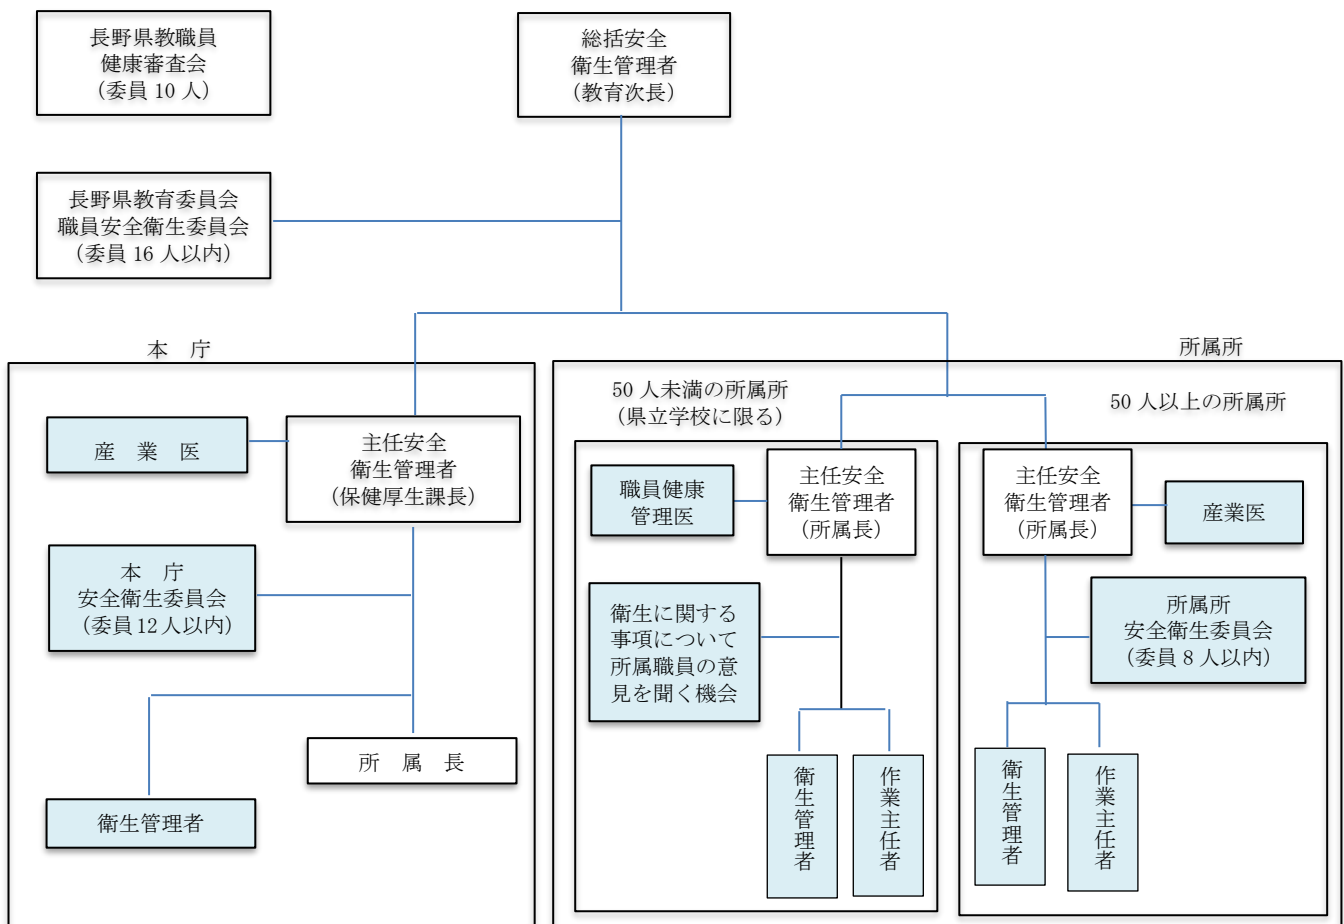 長野県教職員
健康審査会
(委員 10 人)
総括安全
衛生管理者
(教育次長)
長野県教育委員会
職員安全衛生委員会
(委員 16 人以内)
本 庁
産 業 医
主任安全
衛生管理者
(保健厚生課長)
本 庁
安全衛生委員会
(委員 12 人以内)
所 属 長
衛生管理者
所属所
50 人未満の所属所
(県立学校に限る)
職員健康
管理医
主任安全
衛生管理者
(所属長)
衛生に関する
事項について
所属職員の意
見を聞く機会
衛生管理者
作業主任者
50 人以上の所属所
主任安全
衛生管理者
(所属長)
産業医
所属所
安全衛生委員会
(委員 8 人以内)
衛生管理者
作業主任者